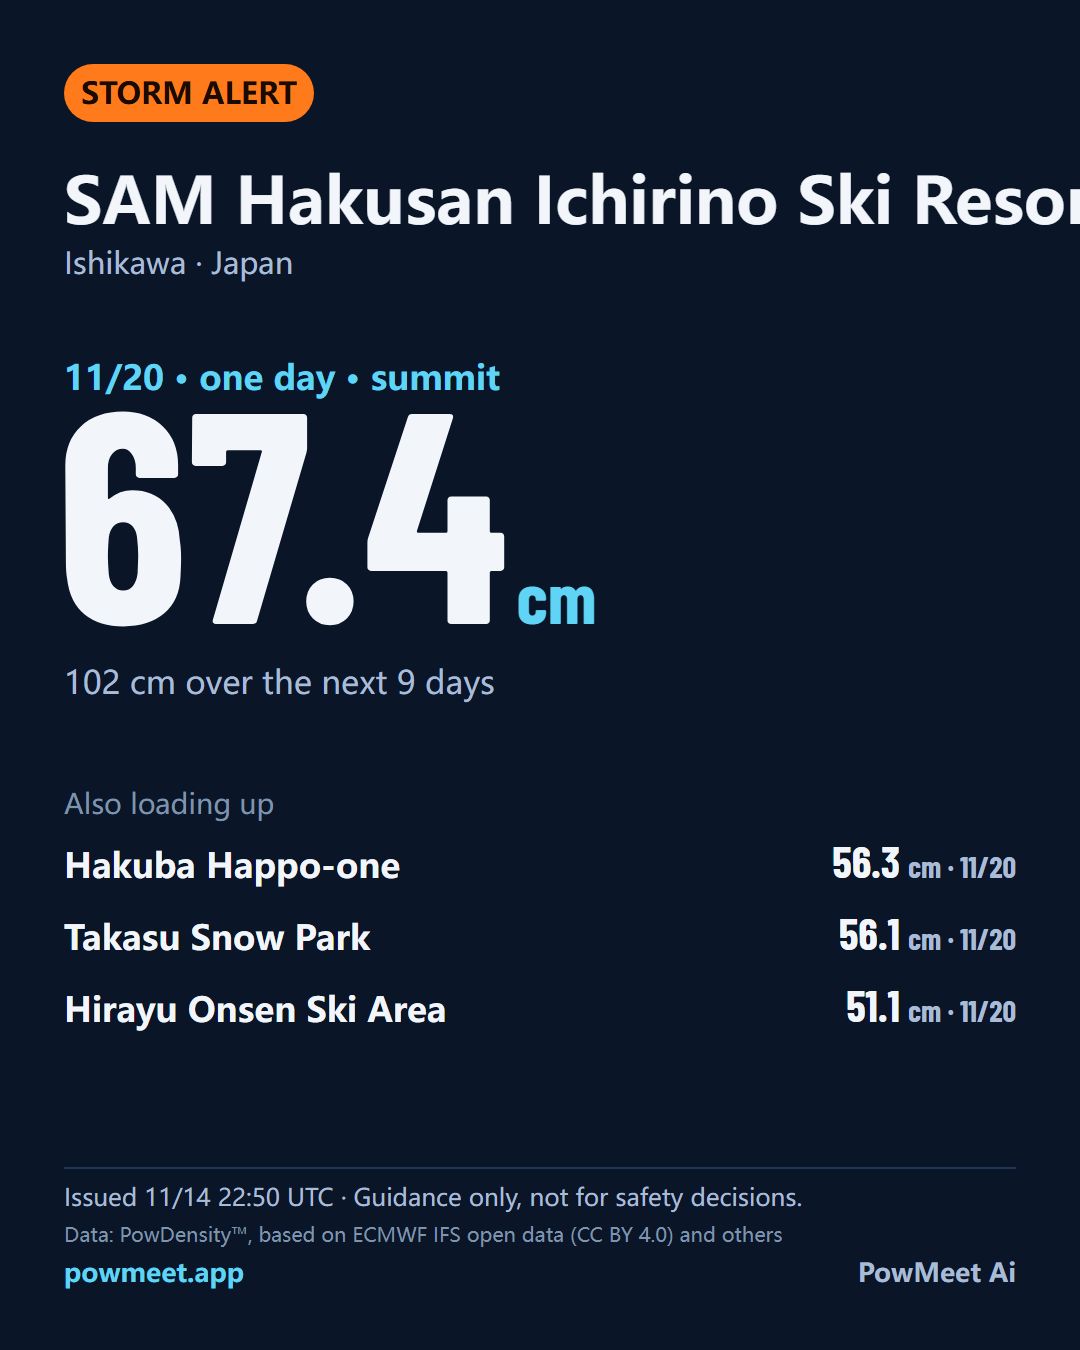 STORM ALERT
SAM Hakusan Ichirino Ski Resor
Ishikawa · Japan
11/20 • one day • summit
67.4 cm
102 cm over the next 9 days
Also loading up
Hakuba Happo-one 56.3 cm · 11/20
Takasu Snow Park 56.1 cm · 11/20
Hirayu Onsen Ski Area 51.1 cm · 11/20
Issued 11/14 22:50 UTC · Guidance only, not for safety decisions.
Data: PowDensity™, based on ECMWF IFS open data (CC BY 4.0) and others
powmeet.app PowMeet Ai